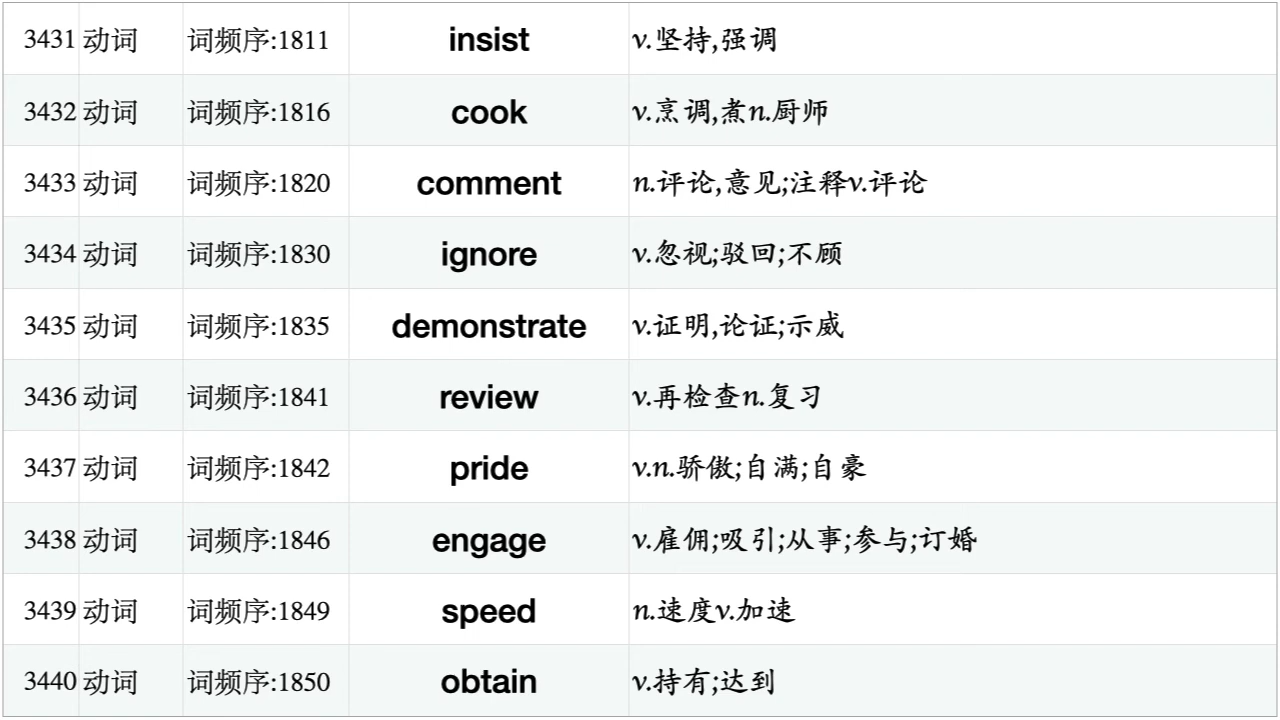 3431 动词 词频序:1811 insist v.坚持,强调
3432 动词 词频序:1816 cook v.烹调,煮n.厨师
3433 动词 词频序:1820 comment n.评论,意见;注释v.评论
3434 动词 词频序:1830 ignore v.忽视;驳回;不顾
3435 动词 词频序:1835 demonstrate v.证明,论证;示威
3436 动词 词频序:1841 review v.再检查n.复习
3437 动词 词频序:1842 pride v.n.骄傲;自满;自豪
3438 动词 词频序:1846 engage v.雇佣;吸引;从事;参与;订婚
3439 动词 词频序:1849 speed n.速度v.加速
3440 动词 词频序:1850 obtain v.持有;达到